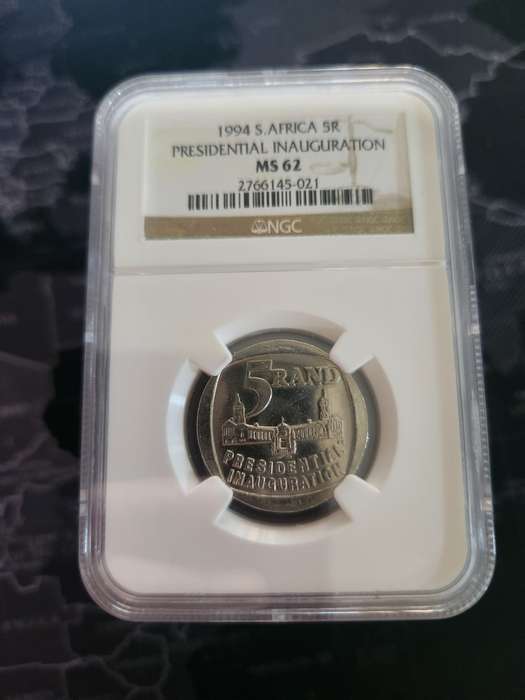 1994 S.AFRICA 5R
PRESIDENTIAL INAUGURATION
MS 62
2766145-021
NGC
5 RAND
PRESIDENTIAL
INAUGURATION